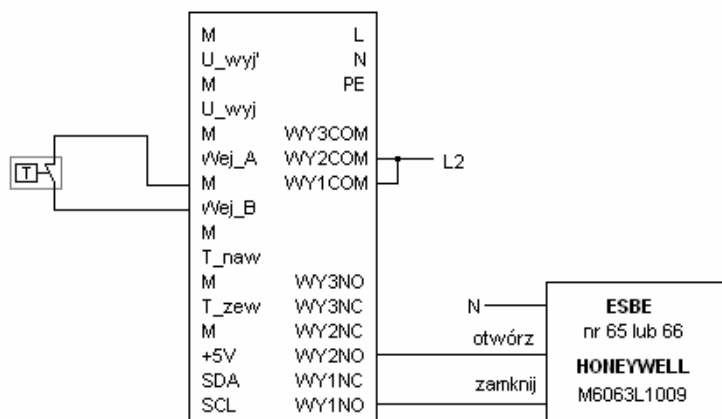 M L
U_wyj' N
M PE
U_wyj
M WY3COM
Wej_A WY2COM L2
T M WY1COM
Wej_B
M
T_naw
M WY3NO
T_zew WY3NC N ESBE
M WY2NC otwórz nr 65 lub 66
+5V WY2NO HONEYWELL
SDA WY1NC zamknij M6063L1009
SCL WY1NO